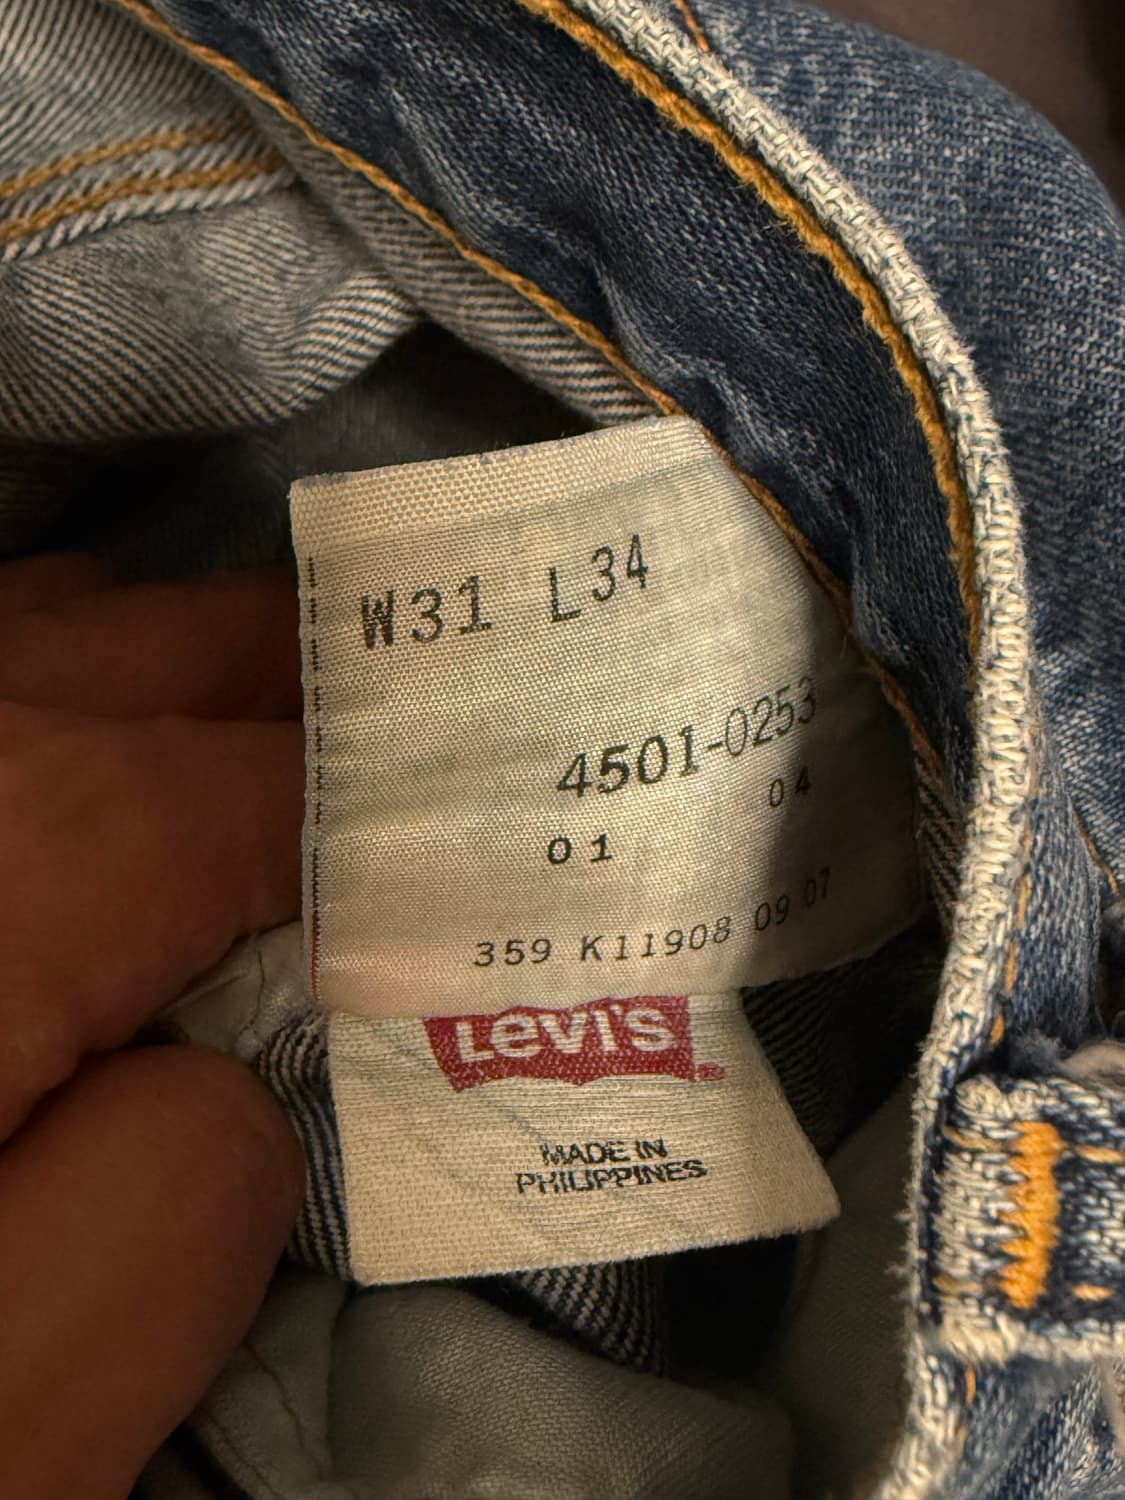 W31 L34
4501-0253
01 04
359 K11908 09 07
Levi's
MADE IN
PHILIPPINES